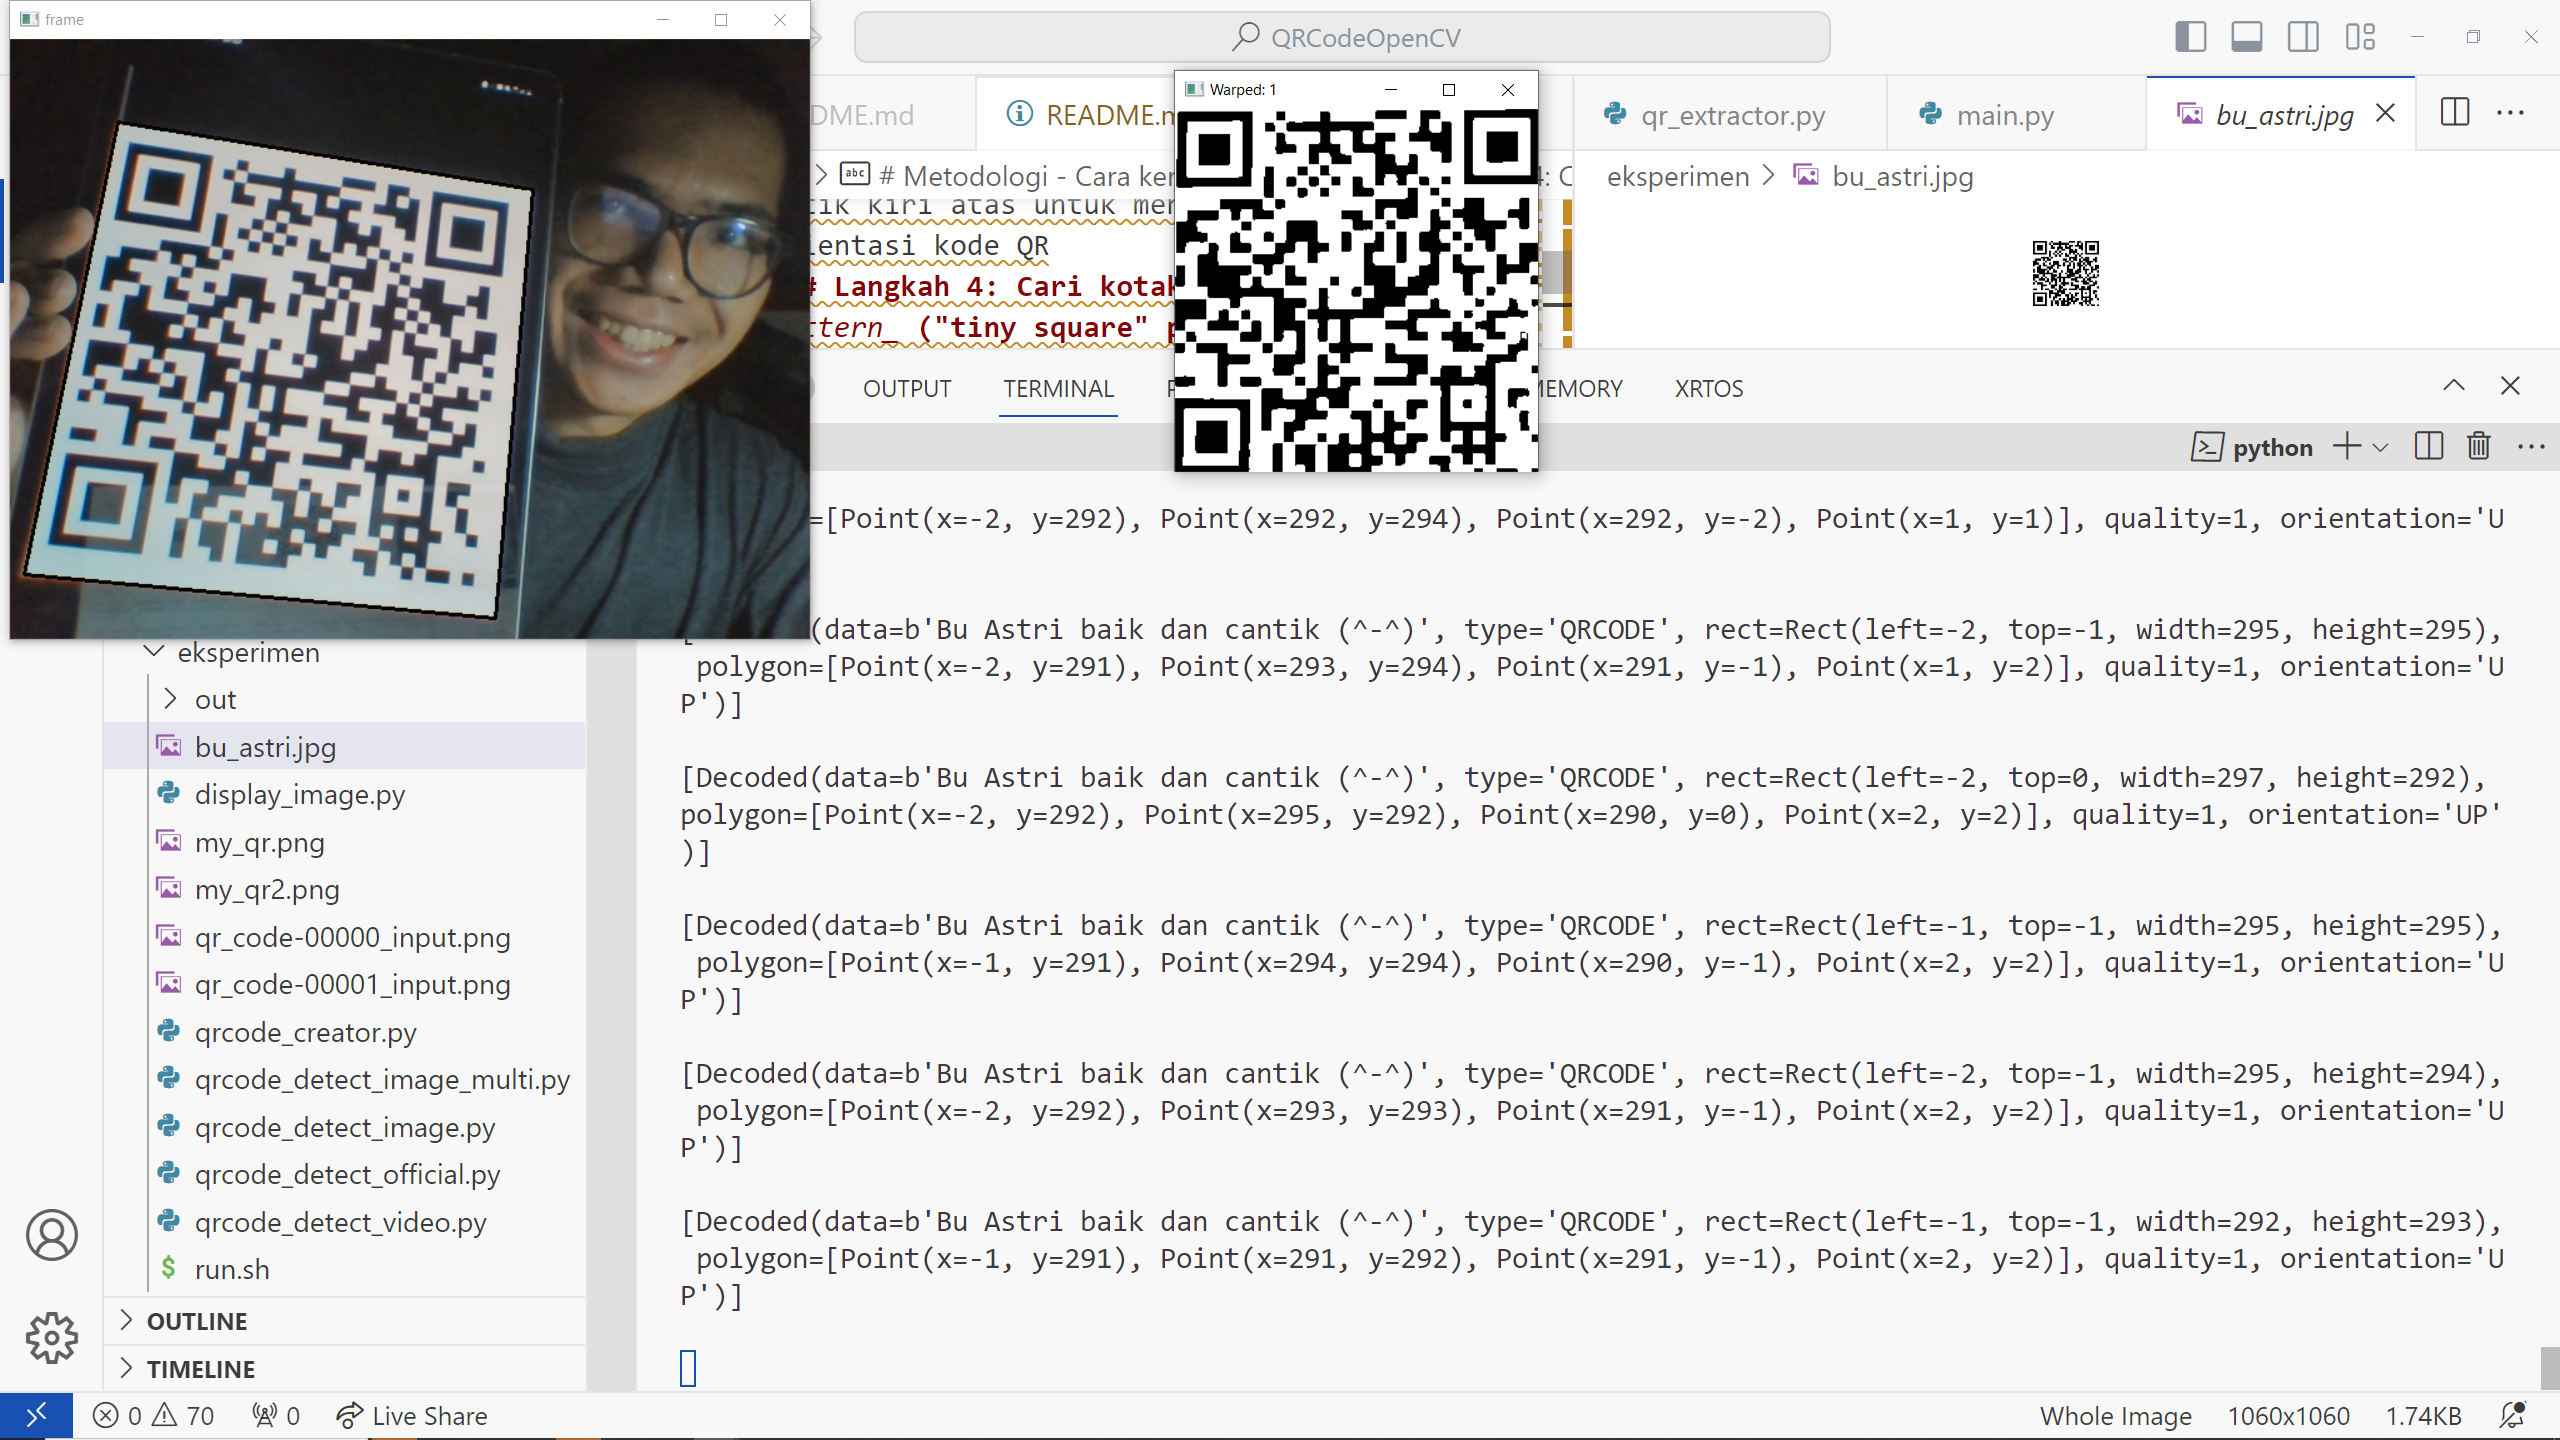 frame
QRCodeOpenCV
Warped: 1
DME.md
README.m
qr_extractor.py
main.py
bu_astri.jpg
# Metodologi - Cara ker
eksperimen
bu_astri.jpg
ientasi kode QR
# Langkah 4: Cari kotak
ttern_ ("tiny square" p
OUTPUT
TERMINAL
EMORY
XRTOS
python
=[Point(x=-2, y=292), Point(x=292, y=294), Point(x=292, y=-2), Point(x=1, y=1)], quality=1, orientation='U
(data=b'Bu Astri baik dan cantik (^-^)', type='QRCODE', rect=Rect(left=-2, top=-1, width=295, height=295),
polygon=[Point(x=-2, y=291), Point(x=293, y=294), Point(x=291, y=-1), Point(x=1, y=2)], quality=1, orientation='U
P')]
[Decoded(data=b'Bu Astri baik dan cantik (^-^)', type='QRCODE', rect=Rect(left=-2, top=0, width=297, height=292),
polygon=[Point(x=-2, y=292), Point(x=295, y=292), Point(x=290, y=0), Point(x=2, y=2)], quality=1, orientation='UP'
)]
[Decoded(data=b'Bu Astri baik dan cantik (^-^)', type='QRCODE', rect=Rect(left=-1, top=-1, width=295, height=295),
polygon=[Point(x=-1, y=291), Point(x=294, y=294), Point(x=290, y=-1), Point(x=2, y=2)], quality=1, orientation='U
P')]
[Decoded(data=b'Bu Astri baik dan cantik (^-^)', type='QRCODE', rect=Rect(left=-2, top=-1, width=295, height=294),
polygon=[Point(x=-2, y=292), Point(x=293, y=293), Point(x=291, y=-1), Point(x=2, y=2)], quality=1, orientation='U
P')]
[Decoded(data=b'Bu Astri baik dan cantik (^-^)', type='QRCODE', rect=Rect(left=-1, top=-1, width=292, height=293),
polygon=[Point(x=-1, y=291), Point(x=291, y=292), Point(x=291, y=-1), Point(x=2, y=2)], quality=1, orientation='U
P')]
eksperimen
out
bu_astri.jpg
display_image.py
my_qr.png
my_qr2.png
qr_code-00000_input.png
qr_code-00001_input.png
qrcode_creator.py
qrcode_detect_image_multi.py
qrcode_detect_image.py
qrcode_detect_official.py
qrcode_detect_video.py
run.sh
OUTLINE
TIMELINE
0 70 0 Live Share
Whole Image 1060x1060 1.74KB